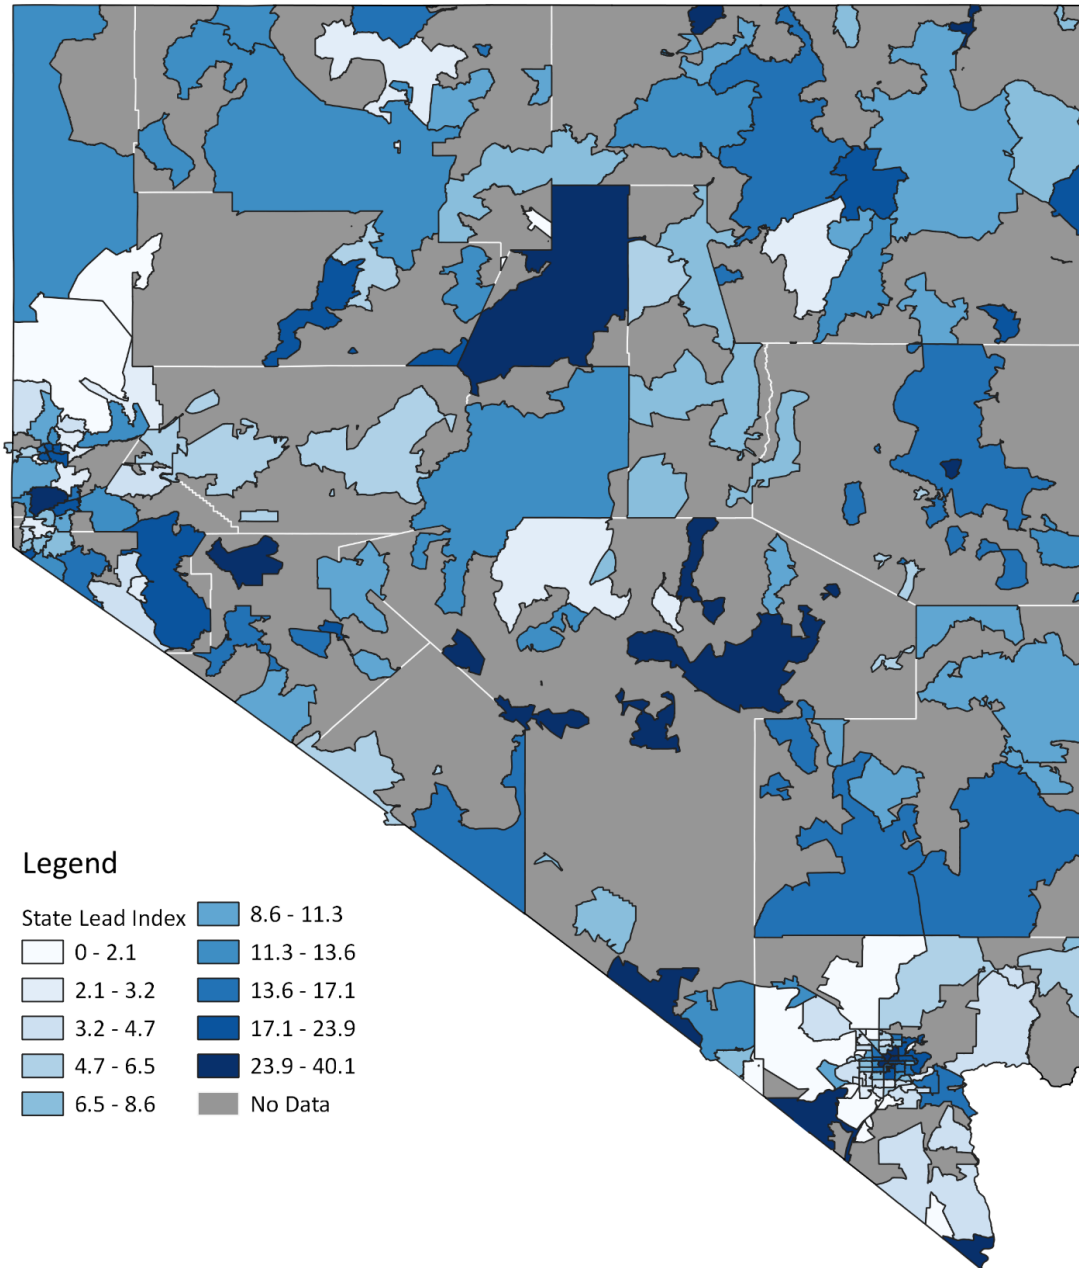 Legend
State Lead Index
0 - 2.1
2.1 - 3.2
3.2 - 4.7
4.7 - 6.5
6.5 - 8.6
8.6 - 11.3
11.3 - 13.6
13.6 - 17.1
17.1 - 23.9
23.9 - 40.1
No Data